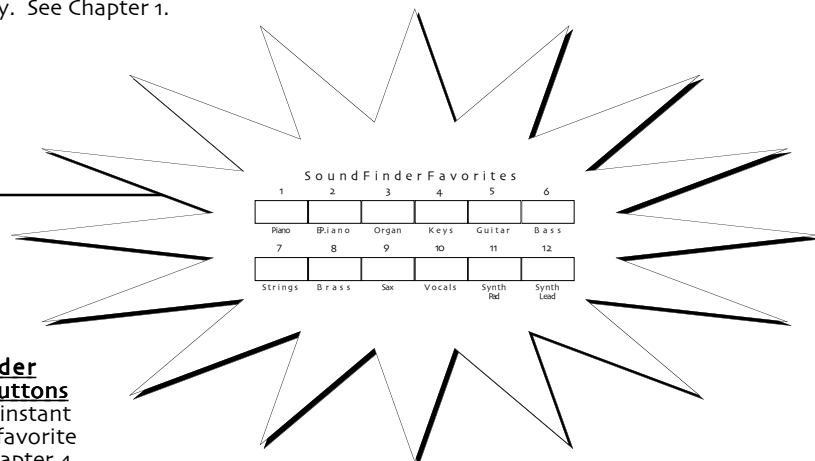 y. See Chapter 1.
SoundFinderFavorites
1 2 3 4 5 6
Piano EP.iano Organ Keys Guitar Bass
7 8 9 10 11 12
Strings Brass Sax Vocals Synth Pad Synth Lead
der
uttons
instant
favorite